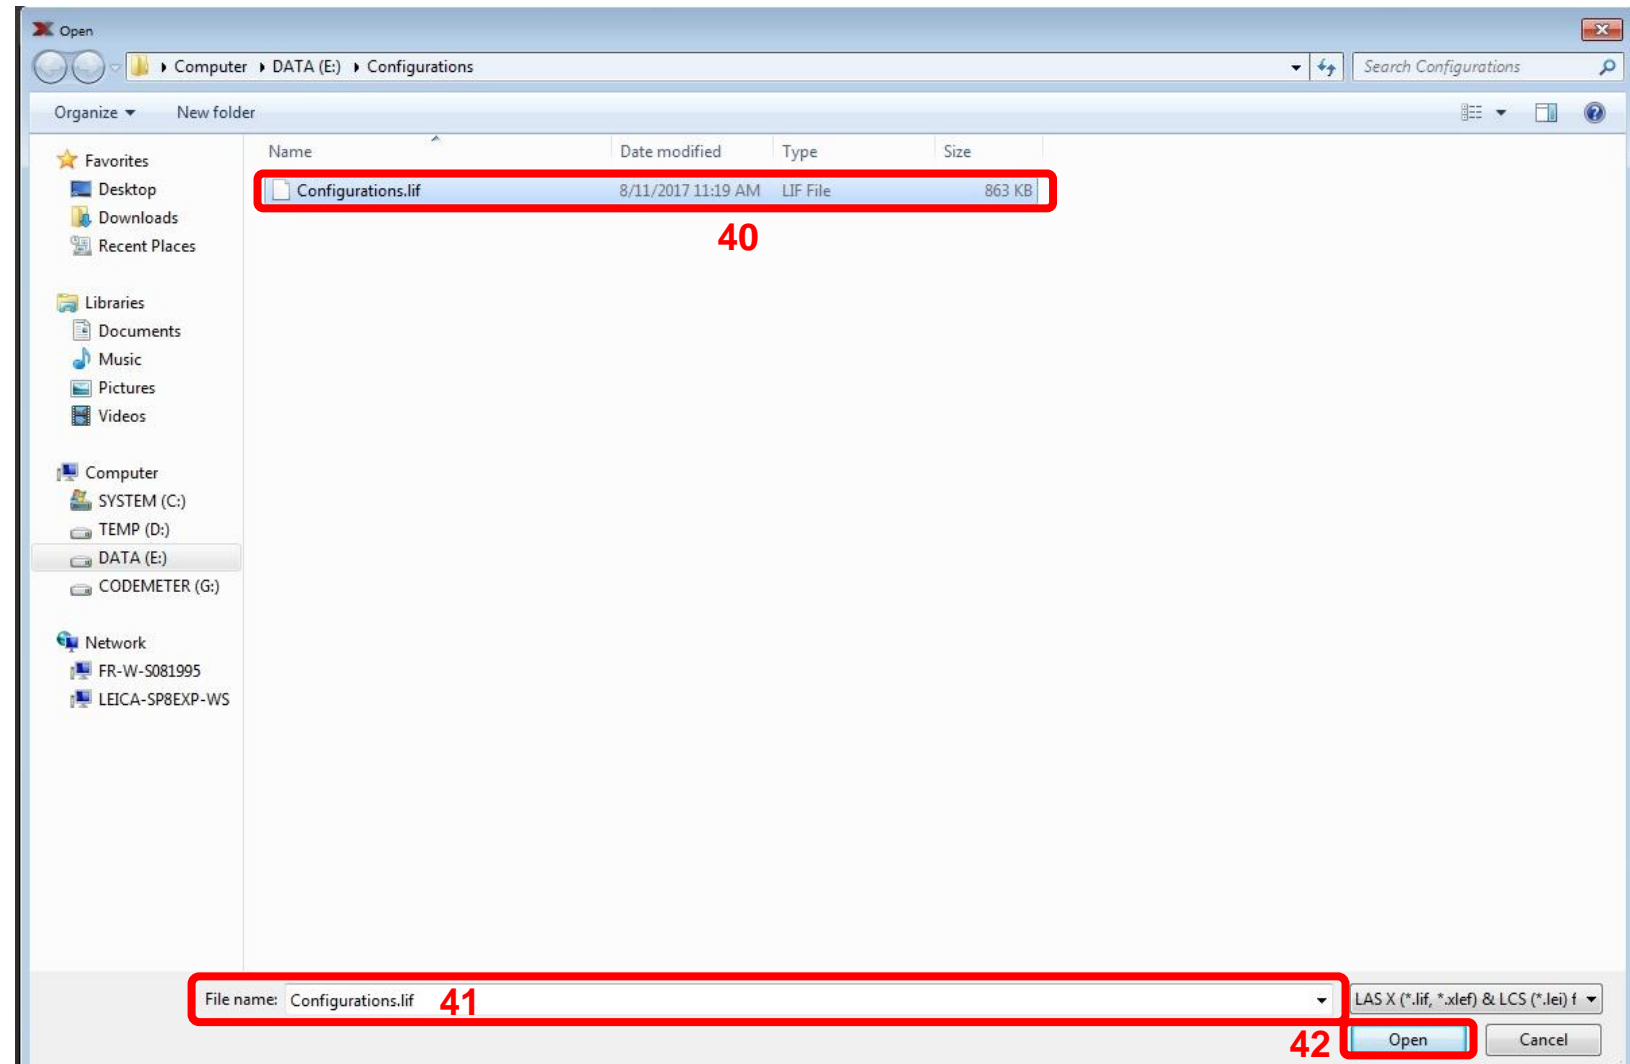 Open
Computer DATA (E:) Configurations
Search Configurations
Organize New folder
Name Date modified Type Size
Configurations.lif 8/11/2017 11:19 AM LIF File 863 KB
40
Favorites
Desktop
Downloads
Recent Places
Libraries
Documents
Music
Pictures
Videos
Computer
SYSTEM (C:)
TEMP (D:)
DATA (E:)
CODEMETER (G:)
Network
FR-W-S081995
LEICA-SP8EXP-WS
File name: Configurations.lif 41
LAS X (*.lif, *.xlef) & LCS (*.lei) f
42 Open Cancel